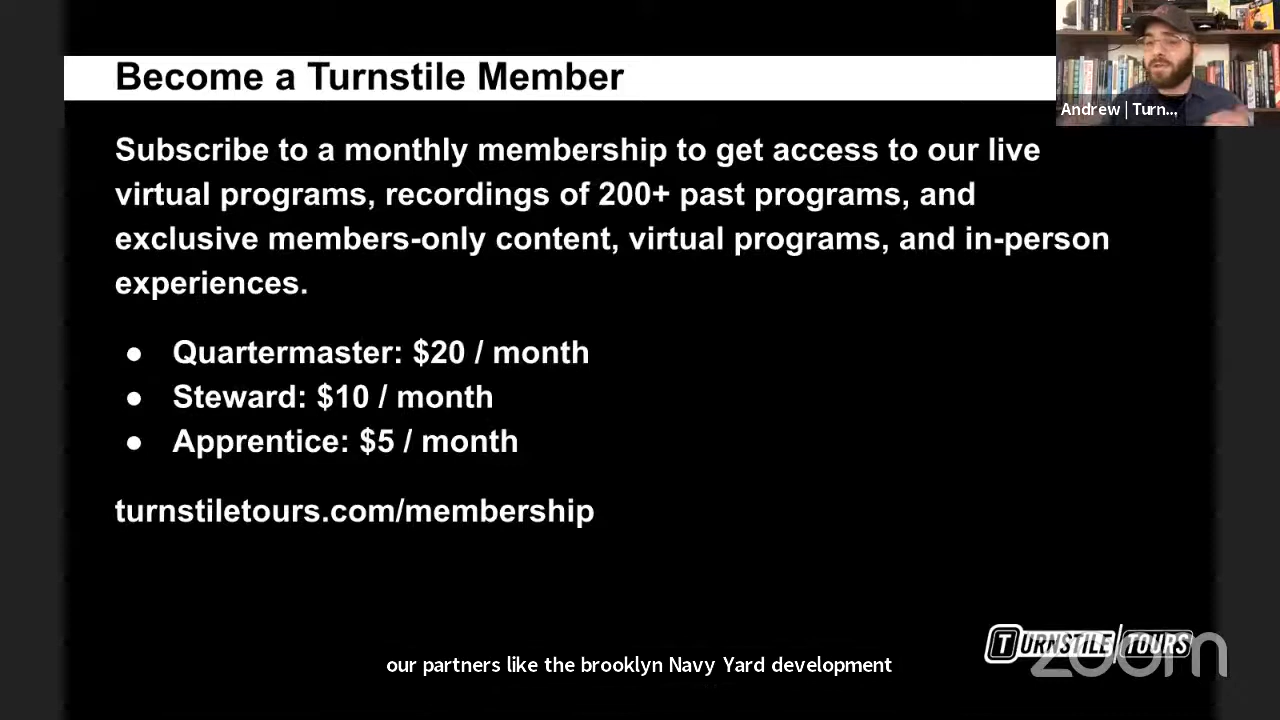 Become a Turnstile Member
Andrew | Turn...
Subscribe to a monthly membership to get access to our live
virtual programs, recordings of 200+ past programs, and
exclusive members-only content, virtual programs, and in-person
experiences.
● Quartermaster: $20 / month
● Steward: $10 / month
● Apprentice: $5 / month
turnstiletours.com/membership
TURNSTILE TOURS
zoom
our partners like the brooklyn Navy Yard development